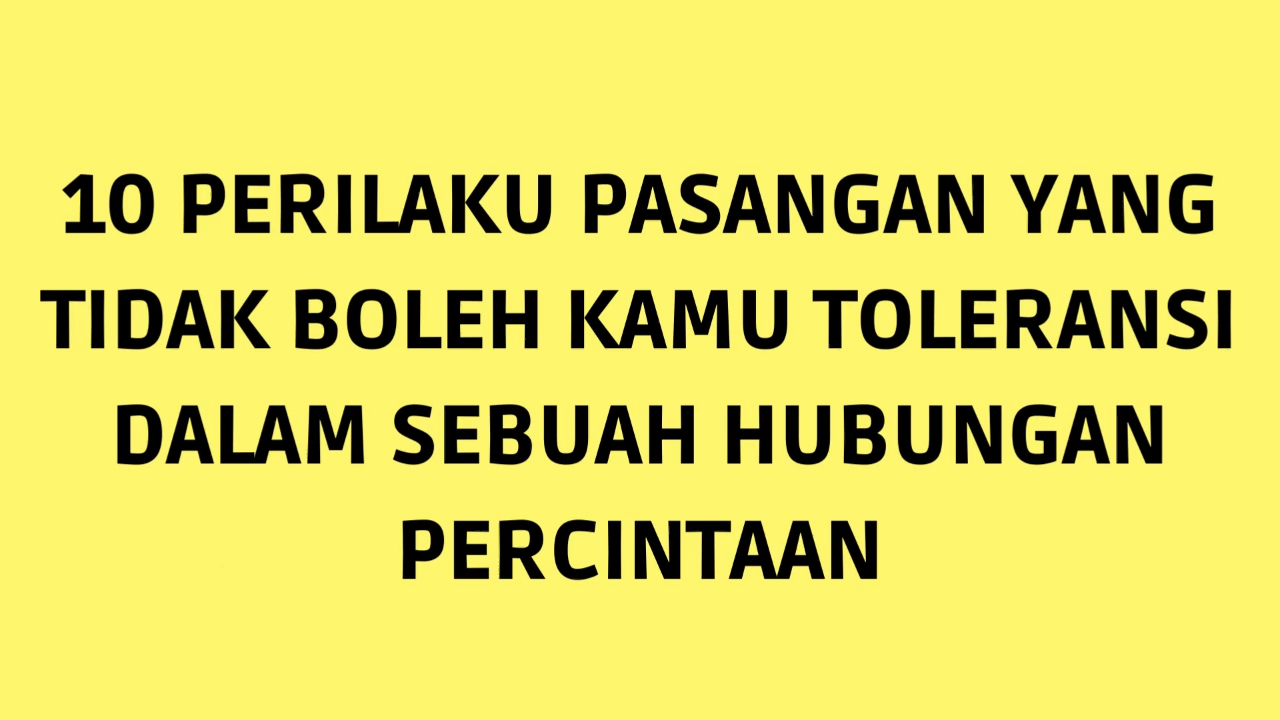 10 PERILAKU PASANGAN YANG
TIDAK BOLEH KAMU TOLERANSI
DALAM SEBUAH HUBUNGAN
PERCINTAAN